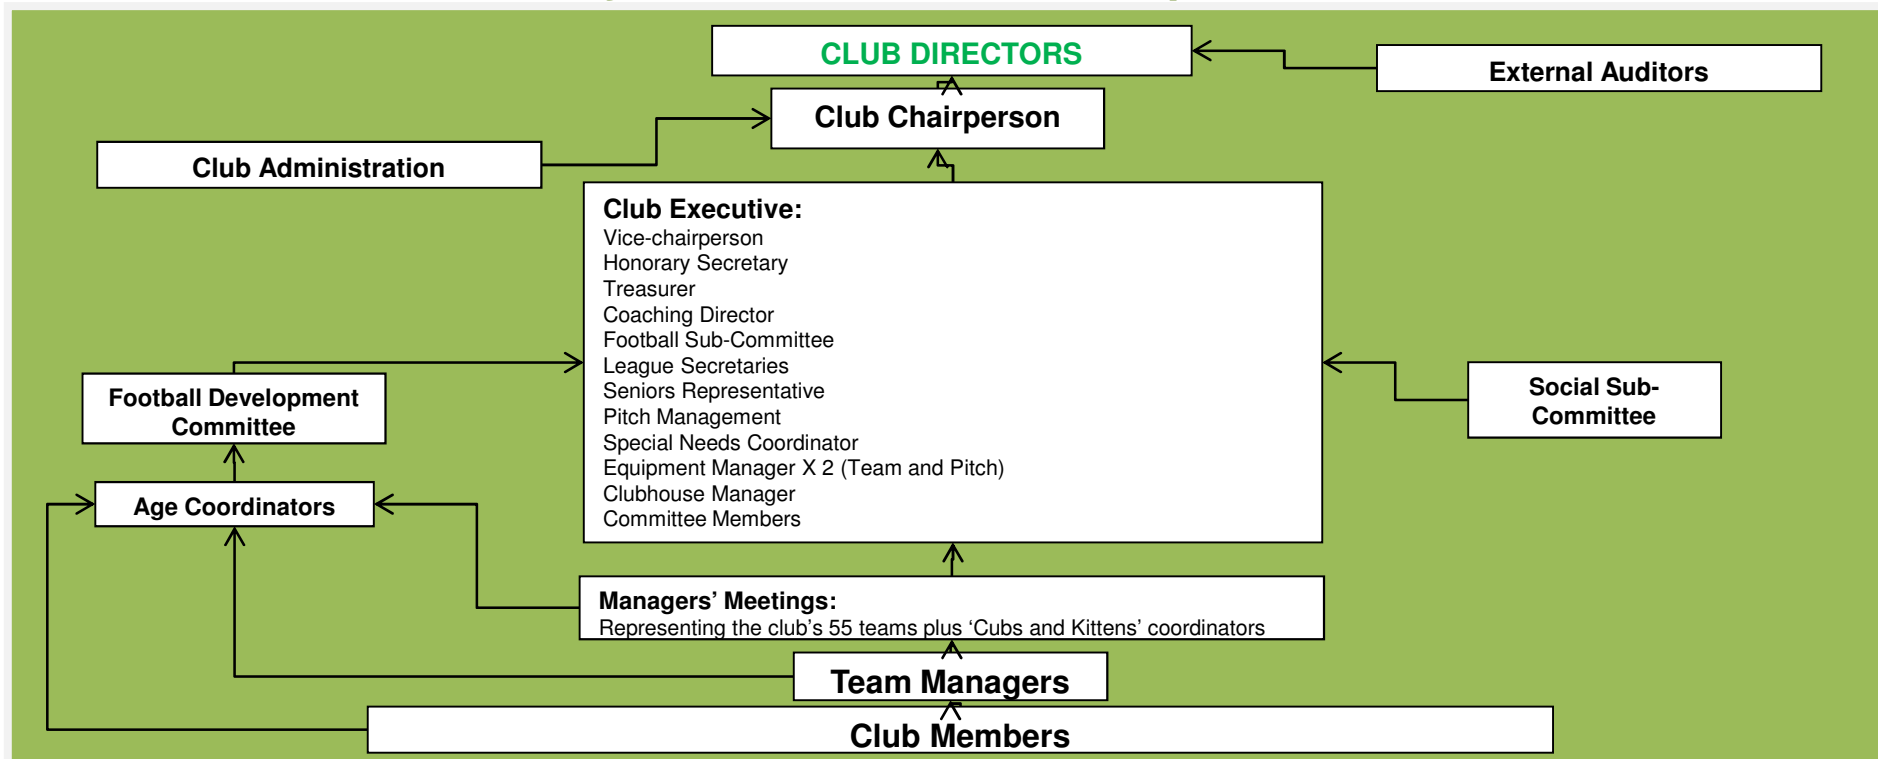 CLUB DIRECTORS
External Auditors
Club Chairperson
Club Administration
Club Executive:
Vice-chairperson
Honorary Secretary
Treasurer
Coaching Director
Football Sub-Committee
League Secretaries
Seniors Representative
Pitch Management
Special Needs Coordinator
Equipment Manager X 2 (Team and Pitch)
Clubhouse Manager
Committee Members
Football Development
Committee
Social Sub-
Committee
Age Coordinators
Managers’ Meetings:
Representing the club’s 55 teams plus ‘Cubs and Kittens’ coordinators
Team Managers
Club Members